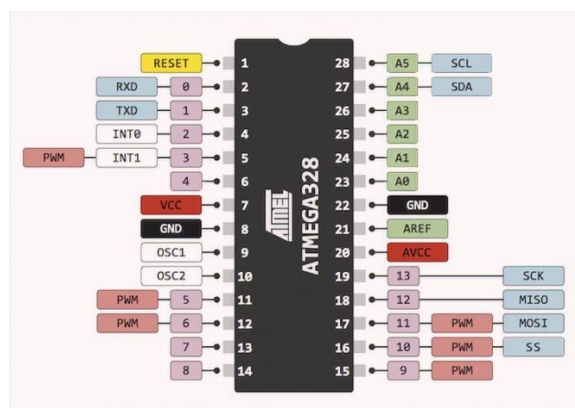 RESET 1 28 A5 SCL
RXD 0 2 27 A4 SDA
TXD 1 3 26 A3
INT0 2 4 25 A2
PWM INT1 3 5 24 A1
4 6 23 A0
VCC 7 22 GND
GND 8 21 AREF
OSC1 9 20 AVCC
OSC2 10 19 13 SCK
PWM 5 11 18 12 MISO
PWM 6 12 17 11 PWM MOSI
7 13 16 10 PWM SS
8 14 15 9 PWM
ATMEL
ATMEGA328